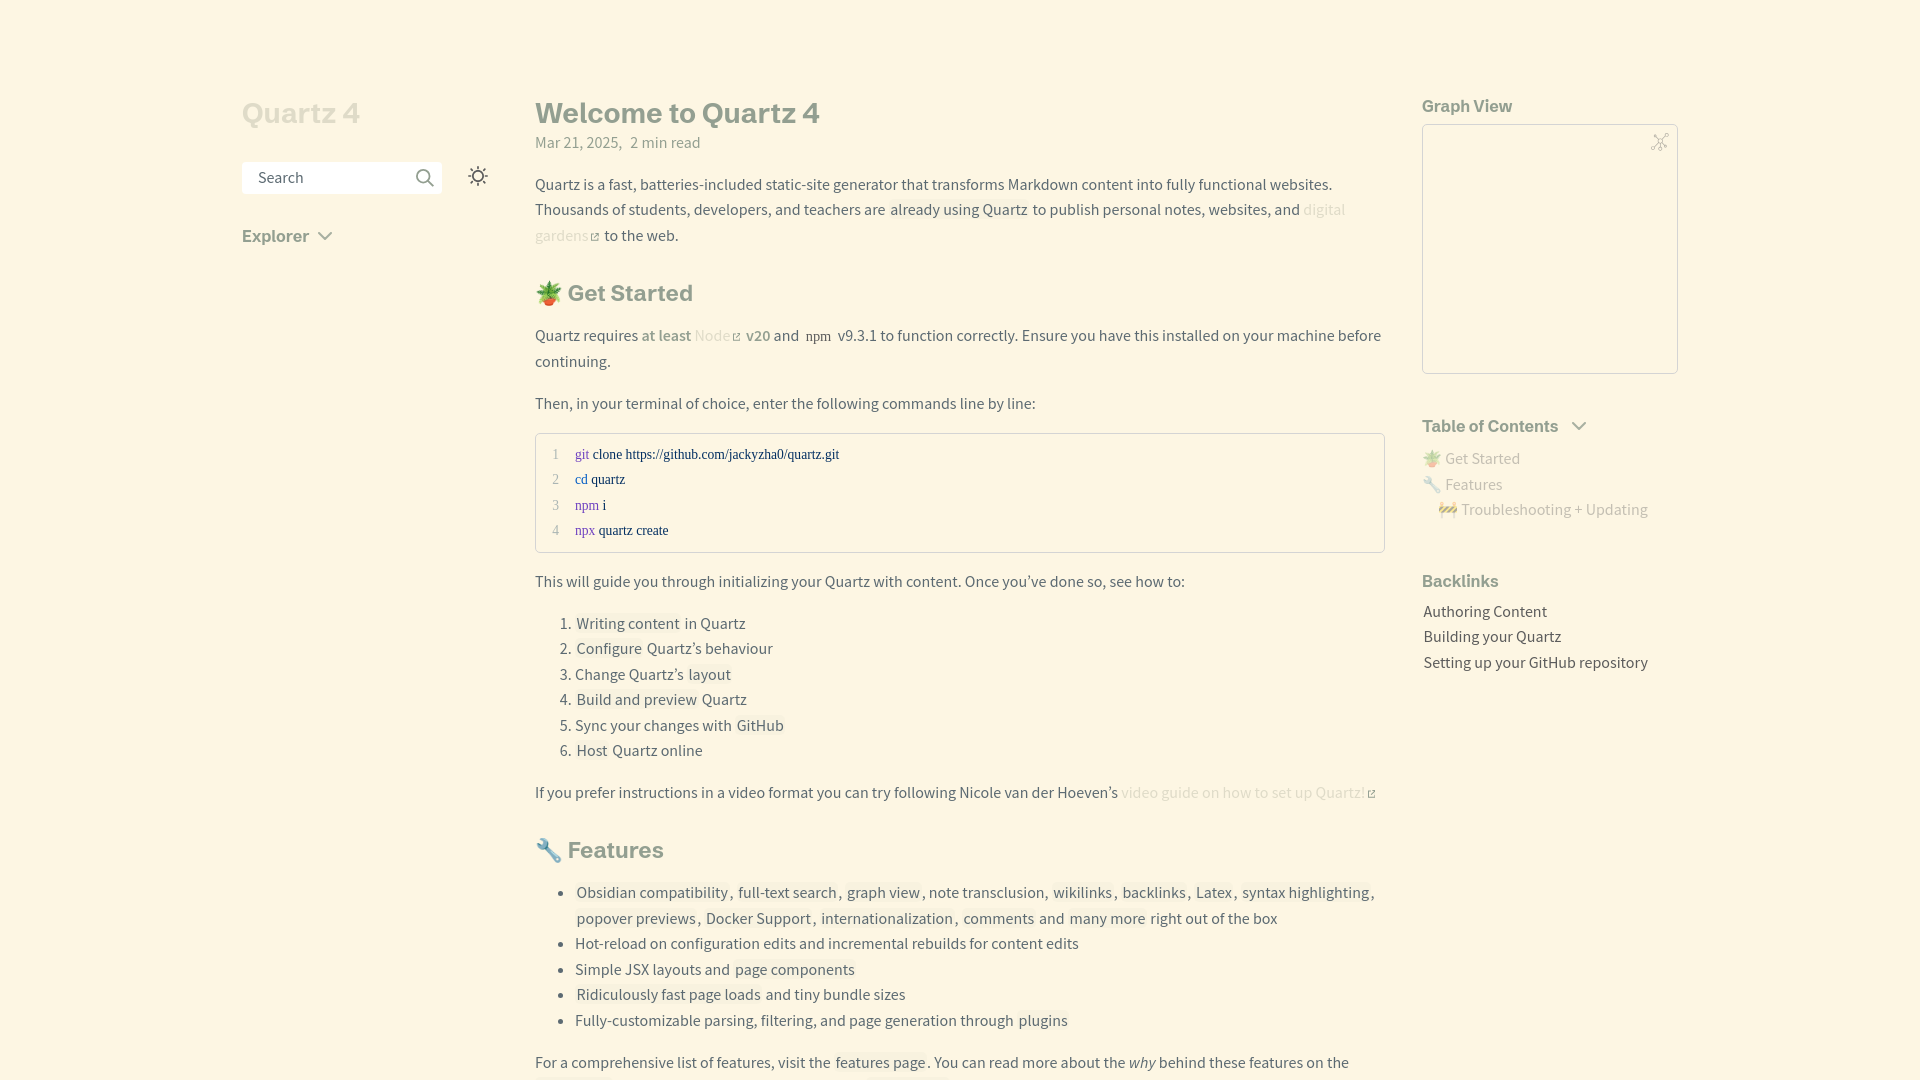 Quartz 4
Search
Explorer
Welcome to Quartz 4
Mar 21, 2025, 2 min read
Quartz is a fast, batteries-included static-site generator that transforms Markdown content into fully functional websites.
Thousands of students, developers, and teachers are already using Quartz to publish personal notes, websites, and digital
gardens to the web.
🪴 Get Started
Quartz requires at least Node v20 and npm v9.3.1 to function correctly. Ensure you have this installed on your machine before
continuing.
Then, in your terminal of choice, enter the following commands line by line:
1 git clone https://github.com/jackyzha0/quartz.git
2 cd quartz
3 npm i
4 npx quartz create
This will guide you through initializing your Quartz with content. Once you’ve done so, see how to:
1. Writing content in Quartz
2. Configure Quartz’s behaviour
3. Change Quartz’s layout
4. Build and preview Quartz
5. Sync your changes with GitHub
6. Host Quartz online
If you prefer instructions in a video format you can try following Nicole van der Hoeven’s video guide on how to set up Quartz!
🔧 Features
• Obsidian compatibility, full-text search, graph view, note transclusion, wikilinks, backlinks, Latex, syntax highlighting,
popover previews, Docker Support, internationalization, comments and many more right out of the box
• Hot-reload on configuration edits and incremental rebuilds for content edits
• Simple JSX layouts and page components
• Ridiculously fast page loads and tiny bundle sizes
• Fully-customizable parsing, filtering, and page generation through plugins
For a comprehensive list of features, visit the features page. You can read more about the why behind these features on the
Graph View
Table of Contents
🪴 Get Started
🔧 Features
🚧 Troubleshooting + Updating
Backlinks
Authoring Content
Building your Quartz
Setting up your GitHub repository